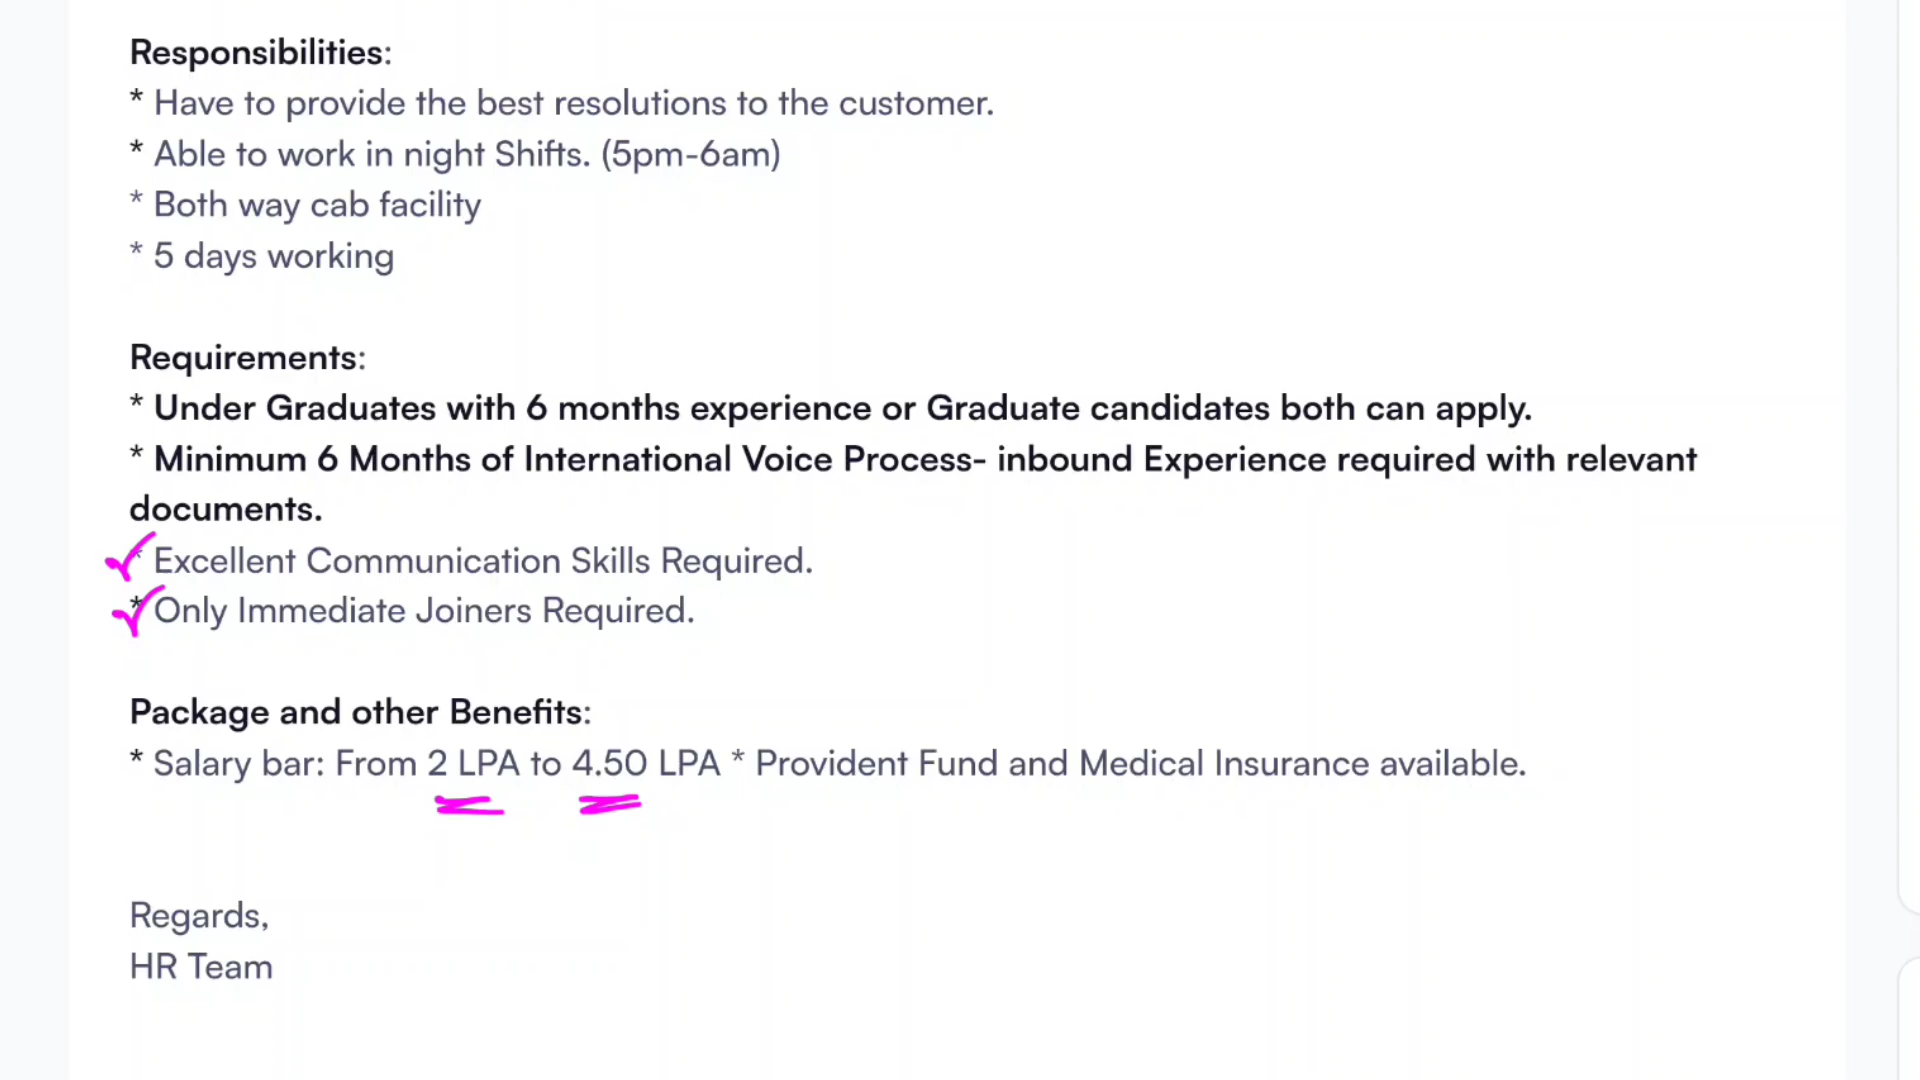 Responsibilities:
* Have to provide the best resolutions to the customer.
* Able to work in night Shifts. (5pm-6am)
* Both way cab facility
* 5 days working
Requirements:
* Under Graduates with 6 months experience or Graduate candidates both can apply.
* Minimum 6 Months of International Voice Process- inbound Experience required with relevant
documents.
* Excellent Communication Skills Required.
* Only Immediate Joiners Required.
Package and other Benefits:
* Salary bar: From 2 LPA to 4.50 LPA * Provident Fund and Medical Insurance available.
Regards,
HR Team